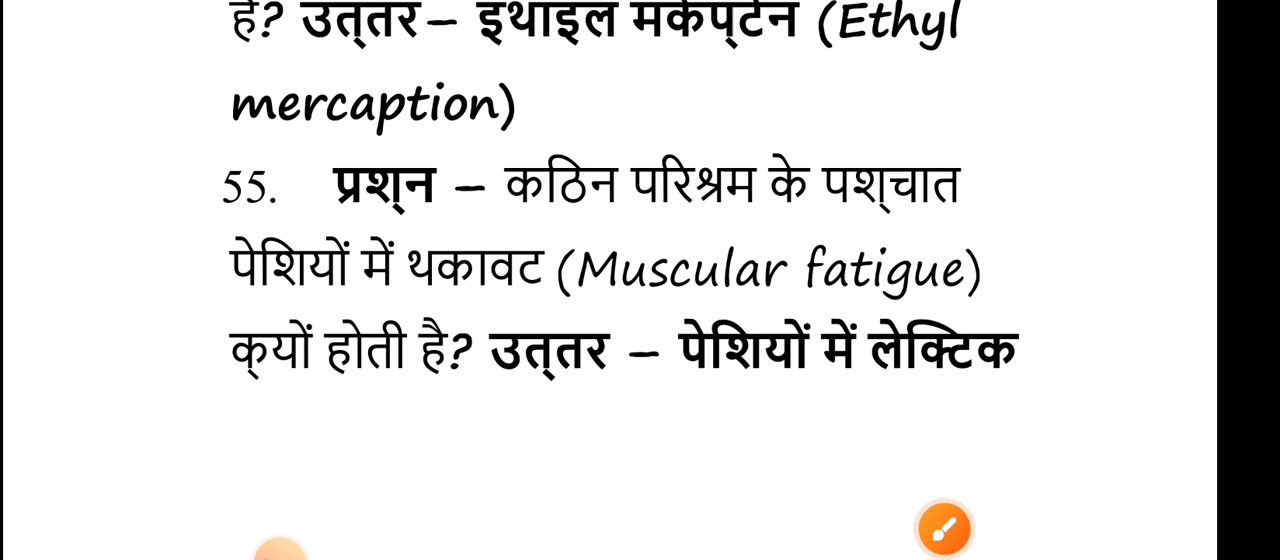 है? उत्‌तर– इथाइल मर्केप्‌टेन (Ethyl
mercaption)
55. प्रश्‌न – कठिन परिश्रम के पश्‌चात
पेशियों में थकावट (Muscular fatigue)
क्‌यों होती है? उत्‌तर – पेशियों में लेक्टिक